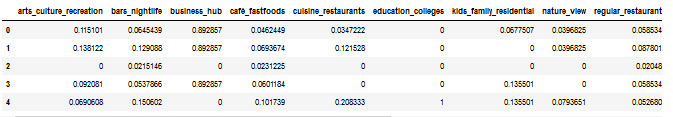 arts_culture_recreation bars_nightlife business_hub café_fastfoods cuisine_restaurants education_colleges kids_family_residential nature_view regular_restaurant
0 0.115101 0.0645439 0.892857 0.0462449 0.0347222 0 0.0677507 0.0396825 0.058534
1 0.138122 0.129088 0.892857 0.0693674 0.121528 0 0 0.0396825 0.087801
2 0 0.0215146 0 0.0231225 0 0 0 0 0.02048
3 0.092081 0.0537866 0.892857 0.0601184 0 0 0.135501 0 0.058534
4 0.0690608 0.150602 0 0.101739 0.208333 1 0.135501 0.0793651 0.052680